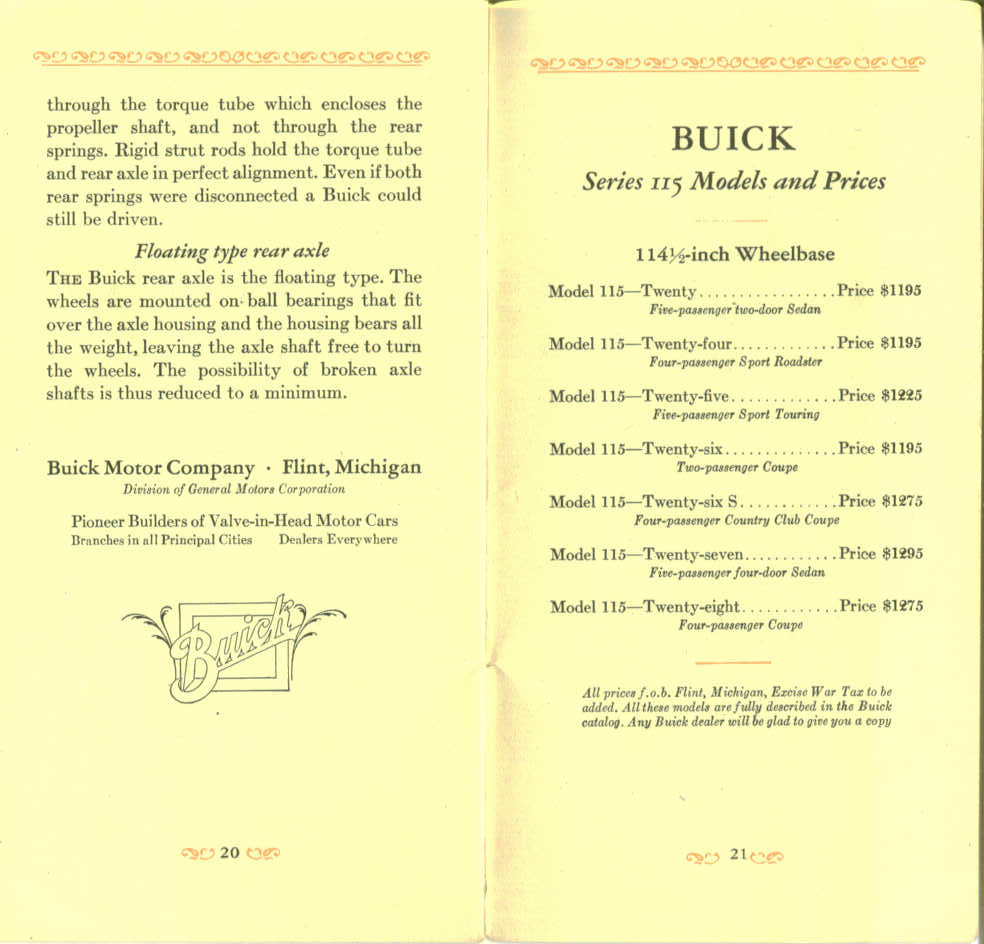 through the torque tube which encloses the
propeller shaft, and not through the rear
springs. Rigid strut rods hold the torque tube
and rear axle in perfect alignment. Even if both
rear springs were disconnected a Buick could
still be driven.
Floating type rear axle
THE Buick rear axle is the floating type. The
wheels are mounted on ball bearings that fit
over the axle housing and the housing bears all
the weight, leaving the axle shaft free to turn
the wheels. The possibility of broken axle
shafts is thus reduced to a minimum.
Buick Motor Company · Flint, Michigan
Division of General Motors Corporation
Pioneer Builders of Valve-in-Head Motor Cars
Branches in all Principal Cities Dealers Everywhere
Buick
20
BUICK
Series 115 Models and Prices
114½-inch Wheelbase
Model 115—Twenty.................Price $1195
Five-passenger two-door Sedan
Model 115—Twenty-four.............Price $1195
Four-passenger Sport Roadster
Model 115—Twenty-five.............Price $1225
Five-passenger Sport Touring
Model 115—Twenty-six..............Price $1195
Two-passenger Coupe
Model 115—Twenty-six S............Price $1275
Four-passenger Country Club Coupe
Model 115—Twenty-seven............Price $1295
Five-passenger four-door Sedan
Model 115—Twenty-eight............Price $1275
Four-passenger Coupe
All prices f.o.b. Flint, Michigan, Excise War Tax to be
added. All these models are fully described in the Buick
catalog. Any Buick dealer will be glad to give you a copy
21